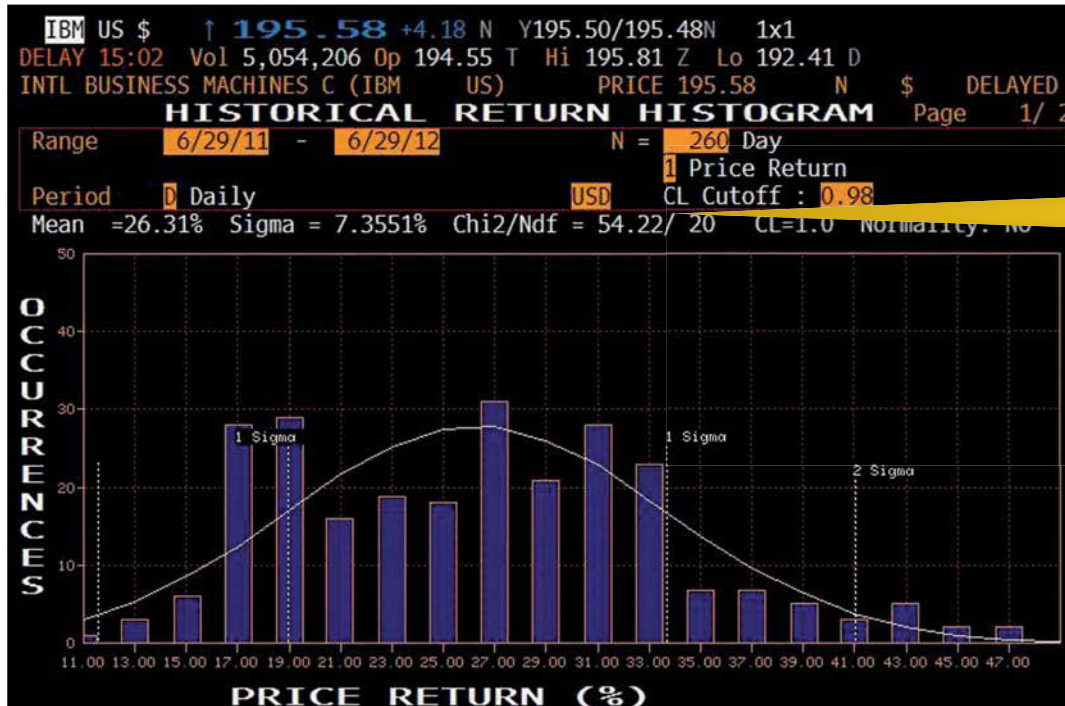 IBM US $ ↑ 195.58 +4.18 N Y195.50/195.48N 1x1
DELAY 15:02 Vol 5,054,206 Op 194.55 T Hi 195.81 Z Lo 192.41 D
INTL BUSINESS MACHINES C (IBM US) PRICE 195.58 N $ DELAYED
HISTORICAL RETURN HISTOGRAM Page 1/ 2
Range 6/29/11 - 6/29/12 N = 260 Day
1 Price Return
Period D Daily USD CL Cutoff : 0.98
Mean =26.31% Sigma = 7.3551% Chi2/Ndf = 54.22/ 20 CL=1.0 Normality: No
50
40
30
20
10
0
OCCURRENCES
1 Sigma
1 Sigma
2 Sigma
11.00 13.00 15.00 17.00 19.00 21.00 23.00 25.00 27.00 29.00 31.00 33.00 35.00 37.00 39.00 41.00 43.00 45.00 47.00
PRICE RETURN (%)